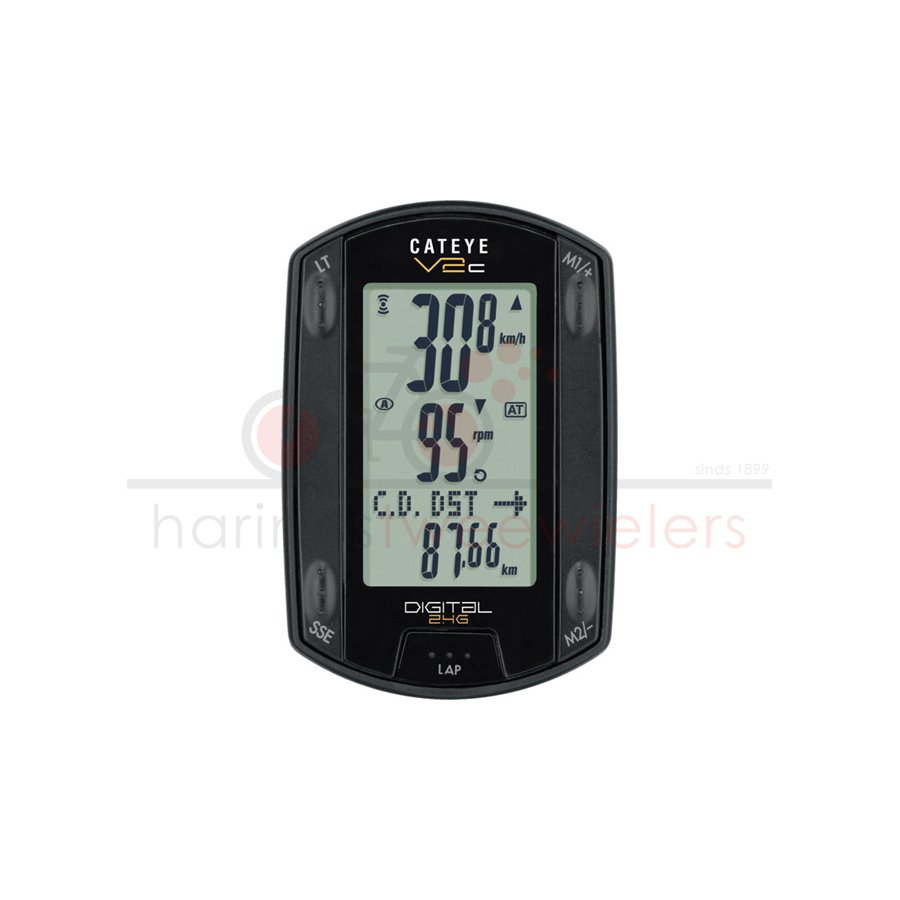 CATEYE
V2c
LT
M1/+
30.8
km/h
A
AT
95
rpm
sinds 1899
C.D. DST
tweewielers
87.66
km
DIGITAL
2.4G
SSE
M2/-
LAP